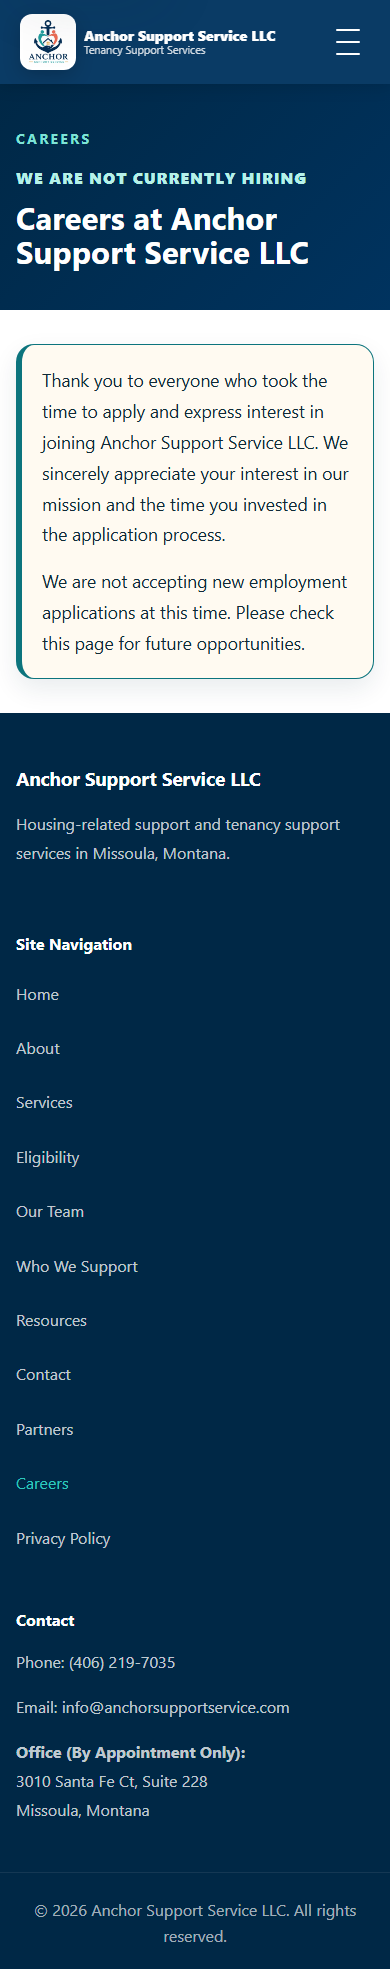 ANCHOR
Anchor Support Service LLC
Tenancy Support Services
CAREERS
WE ARE NOT CURRENTLY HIRING
Careers at Anchor
Support Service LLC
Thank you to everyone who took the
time to apply and express interest in
joining Anchor Support Service LLC. We
sincerely appreciate your interest in our
mission and the time you invested in
the application process.
We are not accepting new employment
applications at this time. Please check
this page for future opportunities.
Anchor Support Service LLC
Housing-related support and tenancy support
services in Missoula, Montana.
Site Navigation
Home
About
Services
Eligibility
Our Team
Who We Support
Resources
Contact
Partners
Careers
Privacy Policy
Contact
Phone: (406) 219-7035
Email: info@anchorsupportservice.com
Office (By Appointment Only):
3010 Santa Fe Ct, Suite 228
Missoula, Montana
© 2026 Anchor Support Service LLC. All rights
reserved.